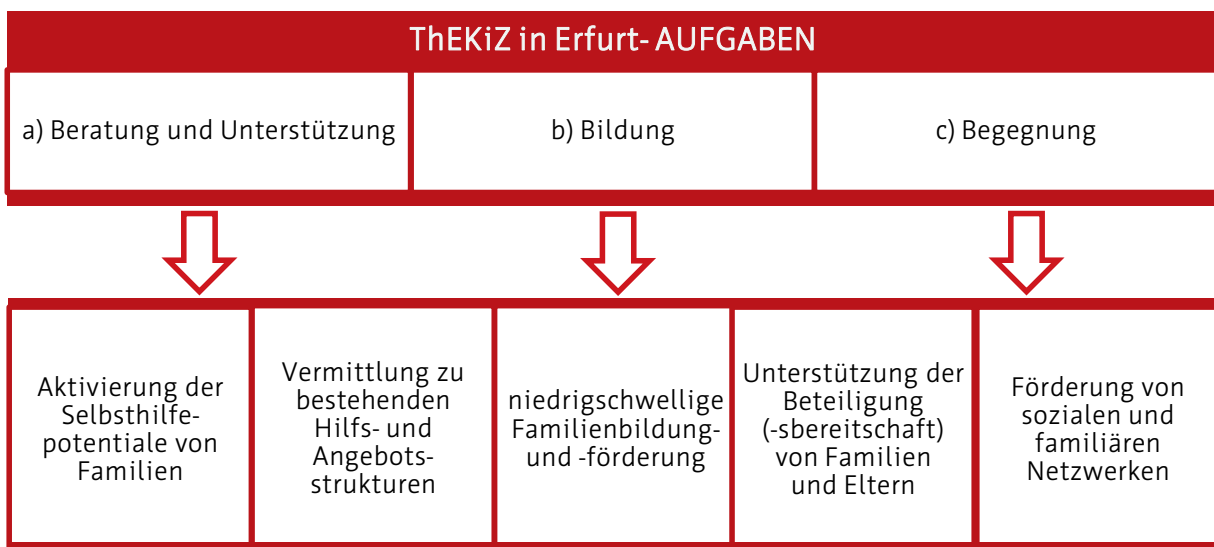 ThEKiZ in Erfurt- AUFGABEN
a) Beratung und Unterstützung
b) Bildung
c) Begegnung
Aktivierung der
Selbsthilfe-
potentiale von
Familien
Vermittlung zu
bestehenden
Hilfs- und
Angebots-
strukturen
niedrigschwellige
Familienbildung-
und -förderung
Unterstützung der
Beteiligung
(-sbereitschaft)
von Familien
und Eltern
Förderung von
sozialen und
familiären
Netzwerken